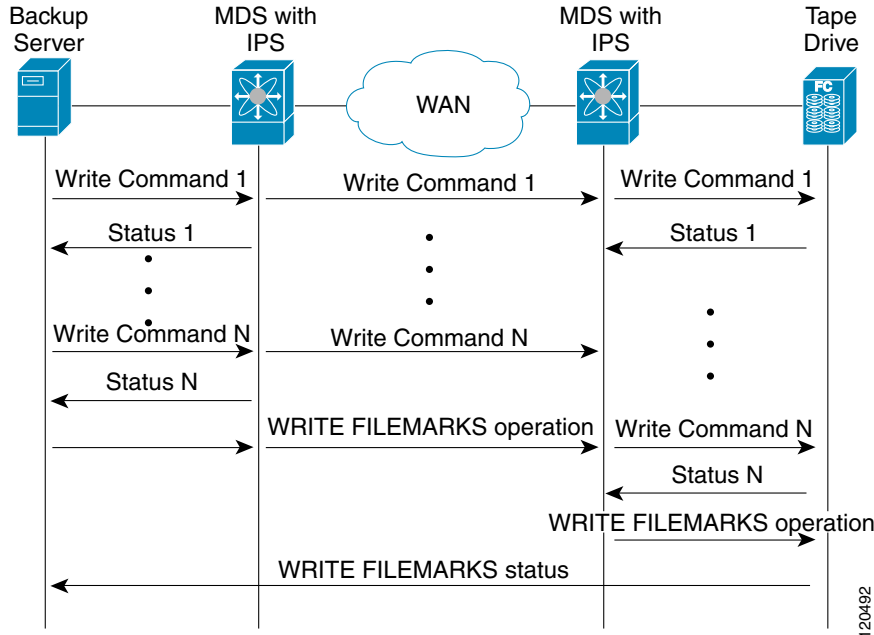 Backup
Server
MDS with
IPS
MDS with
IPS
Tape
Drive
WAN
FC
Write Command 1
Write Command 1
Write Command 1
Status 1
Status 1
Write Command N
Write Command N
Status N
WRITE FILEMARKS operation
Write Command N
Status N
WRITE FILEMARKS operation
WRITE FILEMARKS status
120492